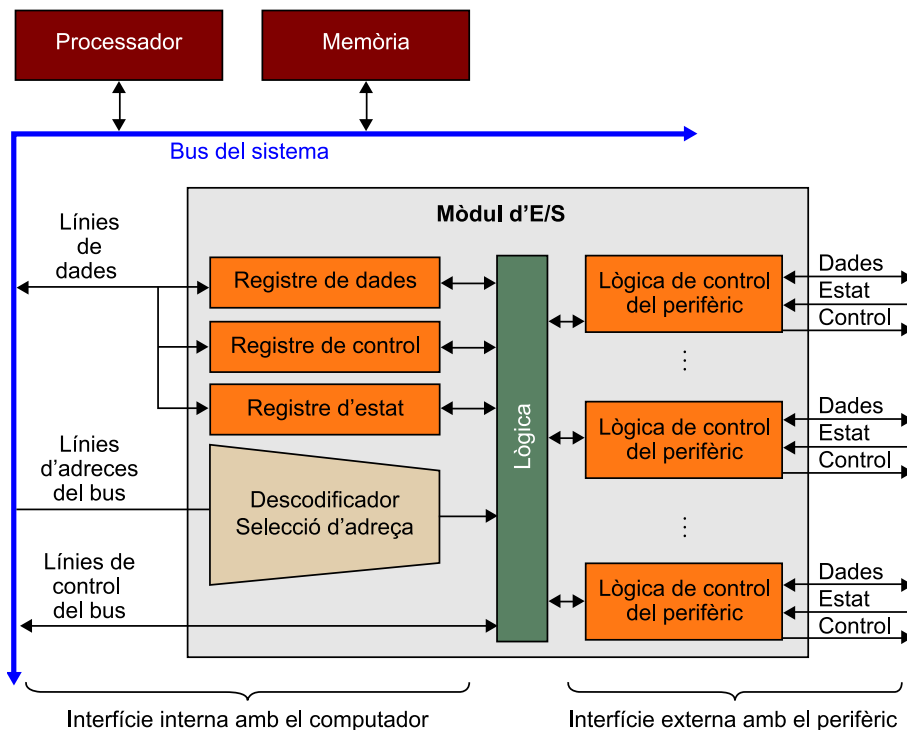 Processador
Memòria
Bus del sistema
Mòdul d'E/S
Línies
de
dades
Registre de dades
Registre de control
Registre d'estat
Línies
d'adreces
del bus
Descodificador
Selecció d'adreça
Línies de
control
del bus
Lògica
Lògica de control
del perifèric
Dades
Estat
Control
...
Lògica de control
del perifèric
Dades
Estat
Control
...
Lògica de control
del perifèric
Dades
Estat
Control
Interfície interna amb el computador
Interfície externa amb el perifèric